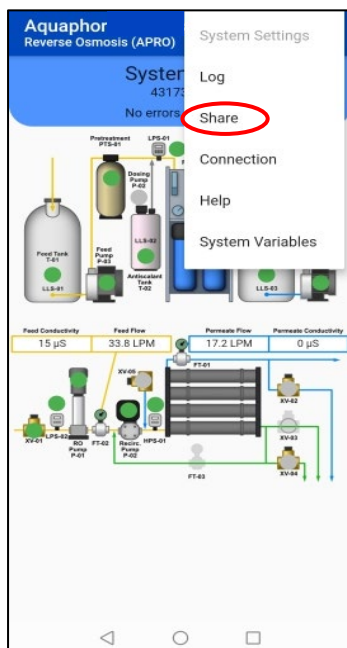 Aquaphor
Reverse Osmosis (APRO)
System Settings
Log
Share
Connection
Help
System Variables
System
43173
No errors
Pretreatment
PTS-01
LPS-01
Dosing
Pump
P-02
Feed Tank
T-01
Feed
Pump
P-03
LLS-02
LLS-01
Antiscalant
Tank
T-02
LLS-03
Feed Conductivity
Feed Flow
Permeate Flow
Permeate Conductivity
15 µS
33.8 LPM
17.2 LPM
0 µS
FT-01
XV-05
XV-02
XV-01
LPS-02
RO
Pump
P-01
FT-02
Recirc.
Pump
P-02
HPS-01
XV-03
FT-03
XV-04